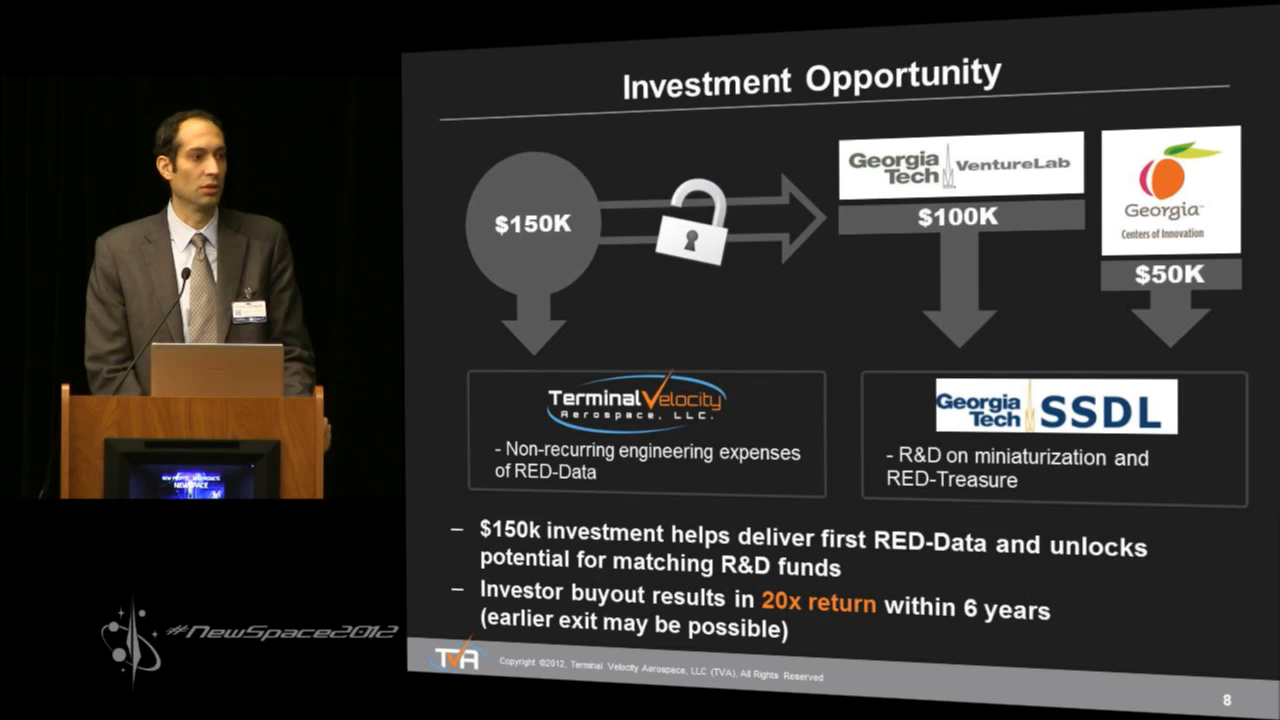 Investment Opportunity
$150K
Georgia Tech VentureLab
$100K
Georgia™
Centers of Innovation
$50K
TerminalVelocity
Aerospace, LLC.
- Non-recurring engineering expenses
of RED-Data
Georgia Tech SSDL
- R&D on miniaturization and
RED-Treasure
– $150k investment helps deliver first RED-Data and unlocks
potential for matching R&D funds
– Investor buyout results in 20x return within 6 years
(earlier exit may be possible)
TVA
Copyright ©2012, Terminal Velocity Aerospace, LLC (TVA), All Rights Reserved
8
#NewSpace2012
NEWSPACE